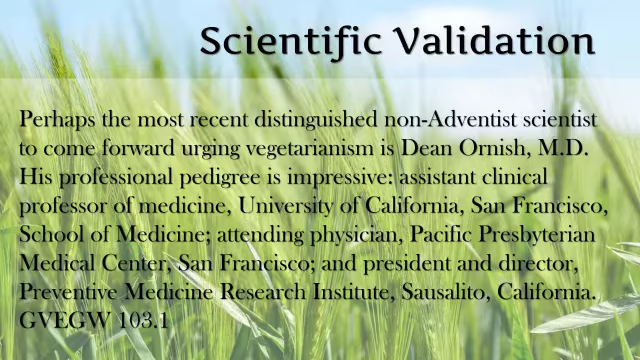 Scientific Validation
Perhaps the most recent distinguished non-Adventist scientist
to come forward urging vegetarianism is Dean Ornish, M.D.
His professional pedigree is impressive: assistant clinical
professor of medicine, University of California, San Francisco,
School of Medicine; attending physician, Pacific Presbyterian
Medical Center, San Francisco; and president and director,
Preventive Medicine Research Institute, Sausalito, California.
GVEGW 103.1